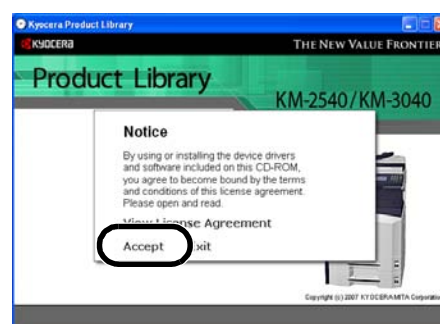 Kyocera Product Library
KYOCERA THE NEW VALUE FRONTIER
Product Library
KM-2540/KM-3040
Notice
By using or installing the device drivers
and software included on this CD-ROM,
you agree to become bound by the terms
and conditions of this license agreement.
Please open and read.
View License Agreement
Accept xit
Copyright (c) 2007 KYOCERA MITA Corporation